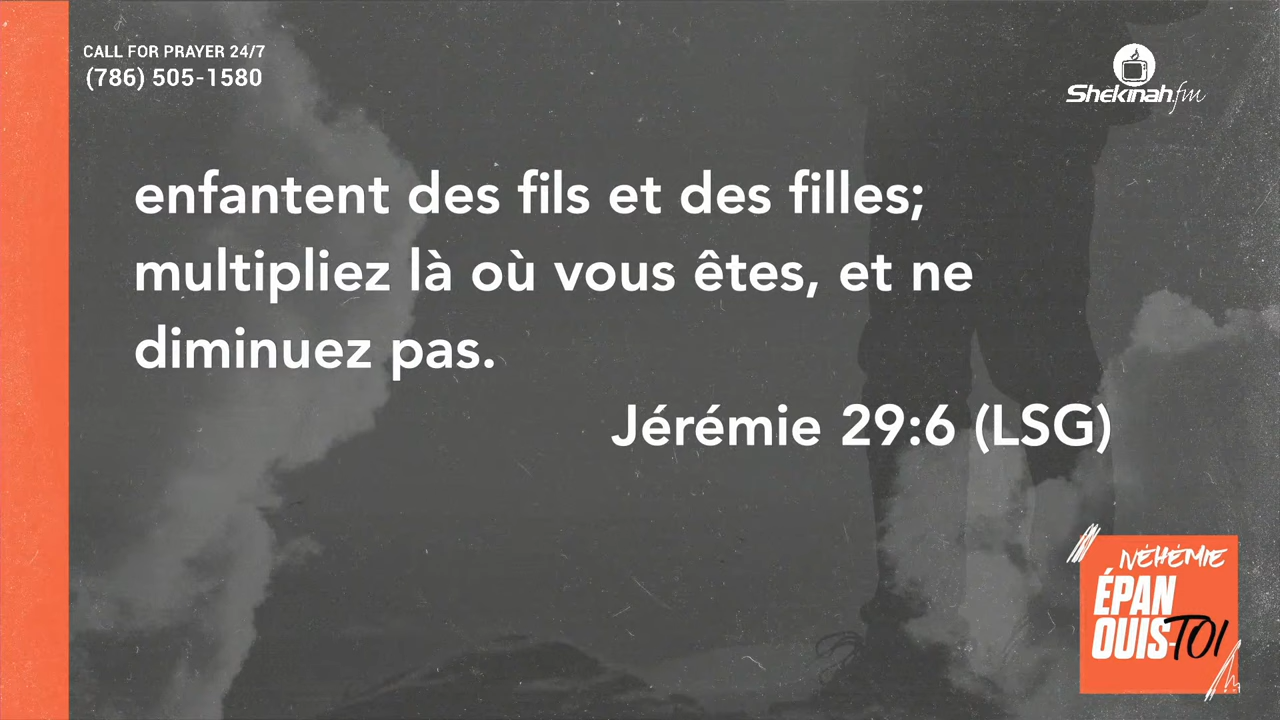 CALL FOR PRAYER 24/7
(786) 505-1580
Shekinah.fm
enfantent des fils et des filles;
multipliez là où vous êtes, et ne
diminuez pas.
Jérémie 29:6 (LSG)
NÉHÉMIE
ÉPAN
OUIS-TOI